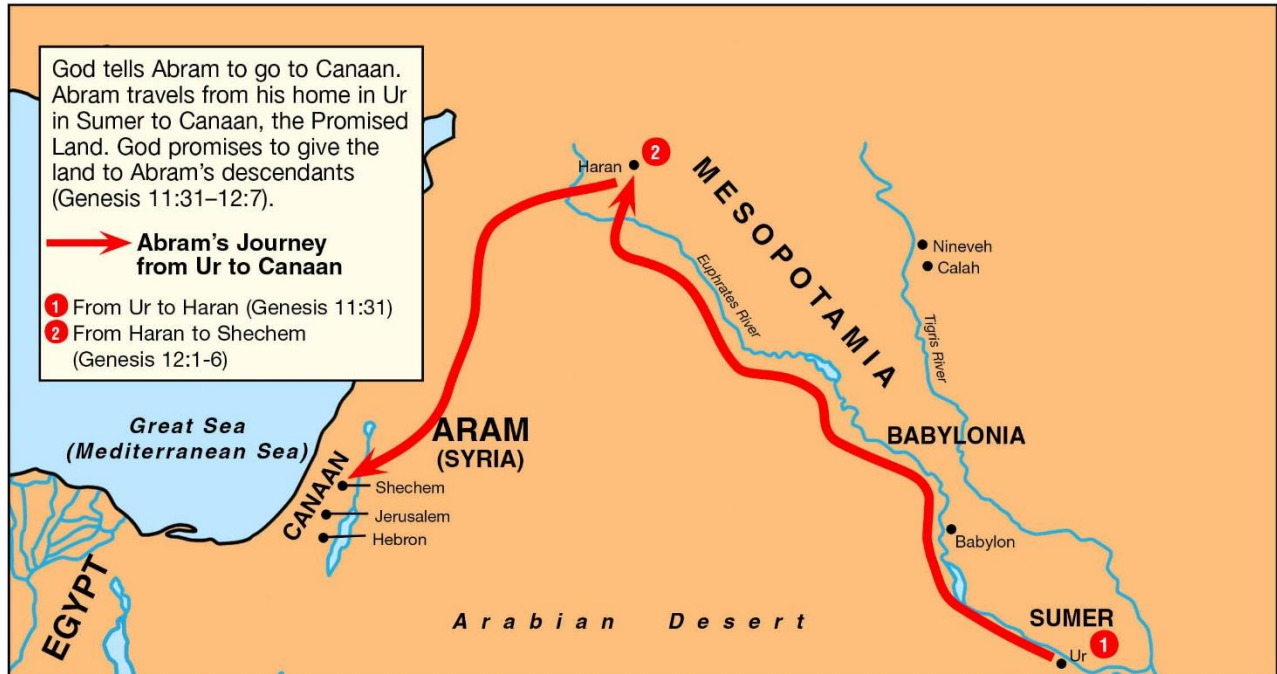 God tells Abram to go to Canaan.
Abram travels from his home in Ur
in Sumer to Canaan, the Promised
Land. God promises to give the
land to Abram’s descendants
(Genesis 11:31–12:7).
Abram’s Journey
from Ur to Canaan
1 From Ur to Haran (Genesis 11:31)
2 From Haran to Shechem
(Genesis 12:1-6)
Haran
2
MESOPOTAMIA
Nineveh
Calah
Euphrates River
Tigris River
Great Sea
(Mediterranean Sea)
ARAM
(SYRIA)
BABYLONIA
CANAAN
Shechem
Jerusalem
Hebron
Babylon
EGYPT
Arabian Desert
SUMER
Ur
1